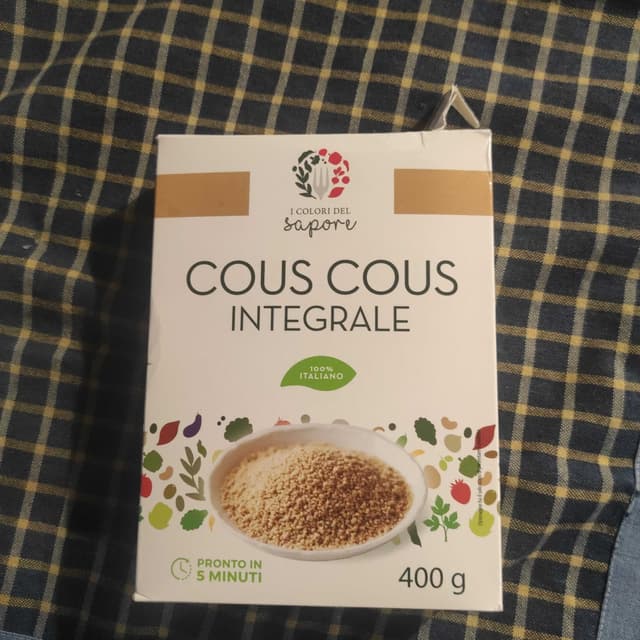 I COLORI DEL
sapore
COUS COUS
INTEGRALE
100%
ITALIANO
PRONTO IN
5 MINUTI
400 g